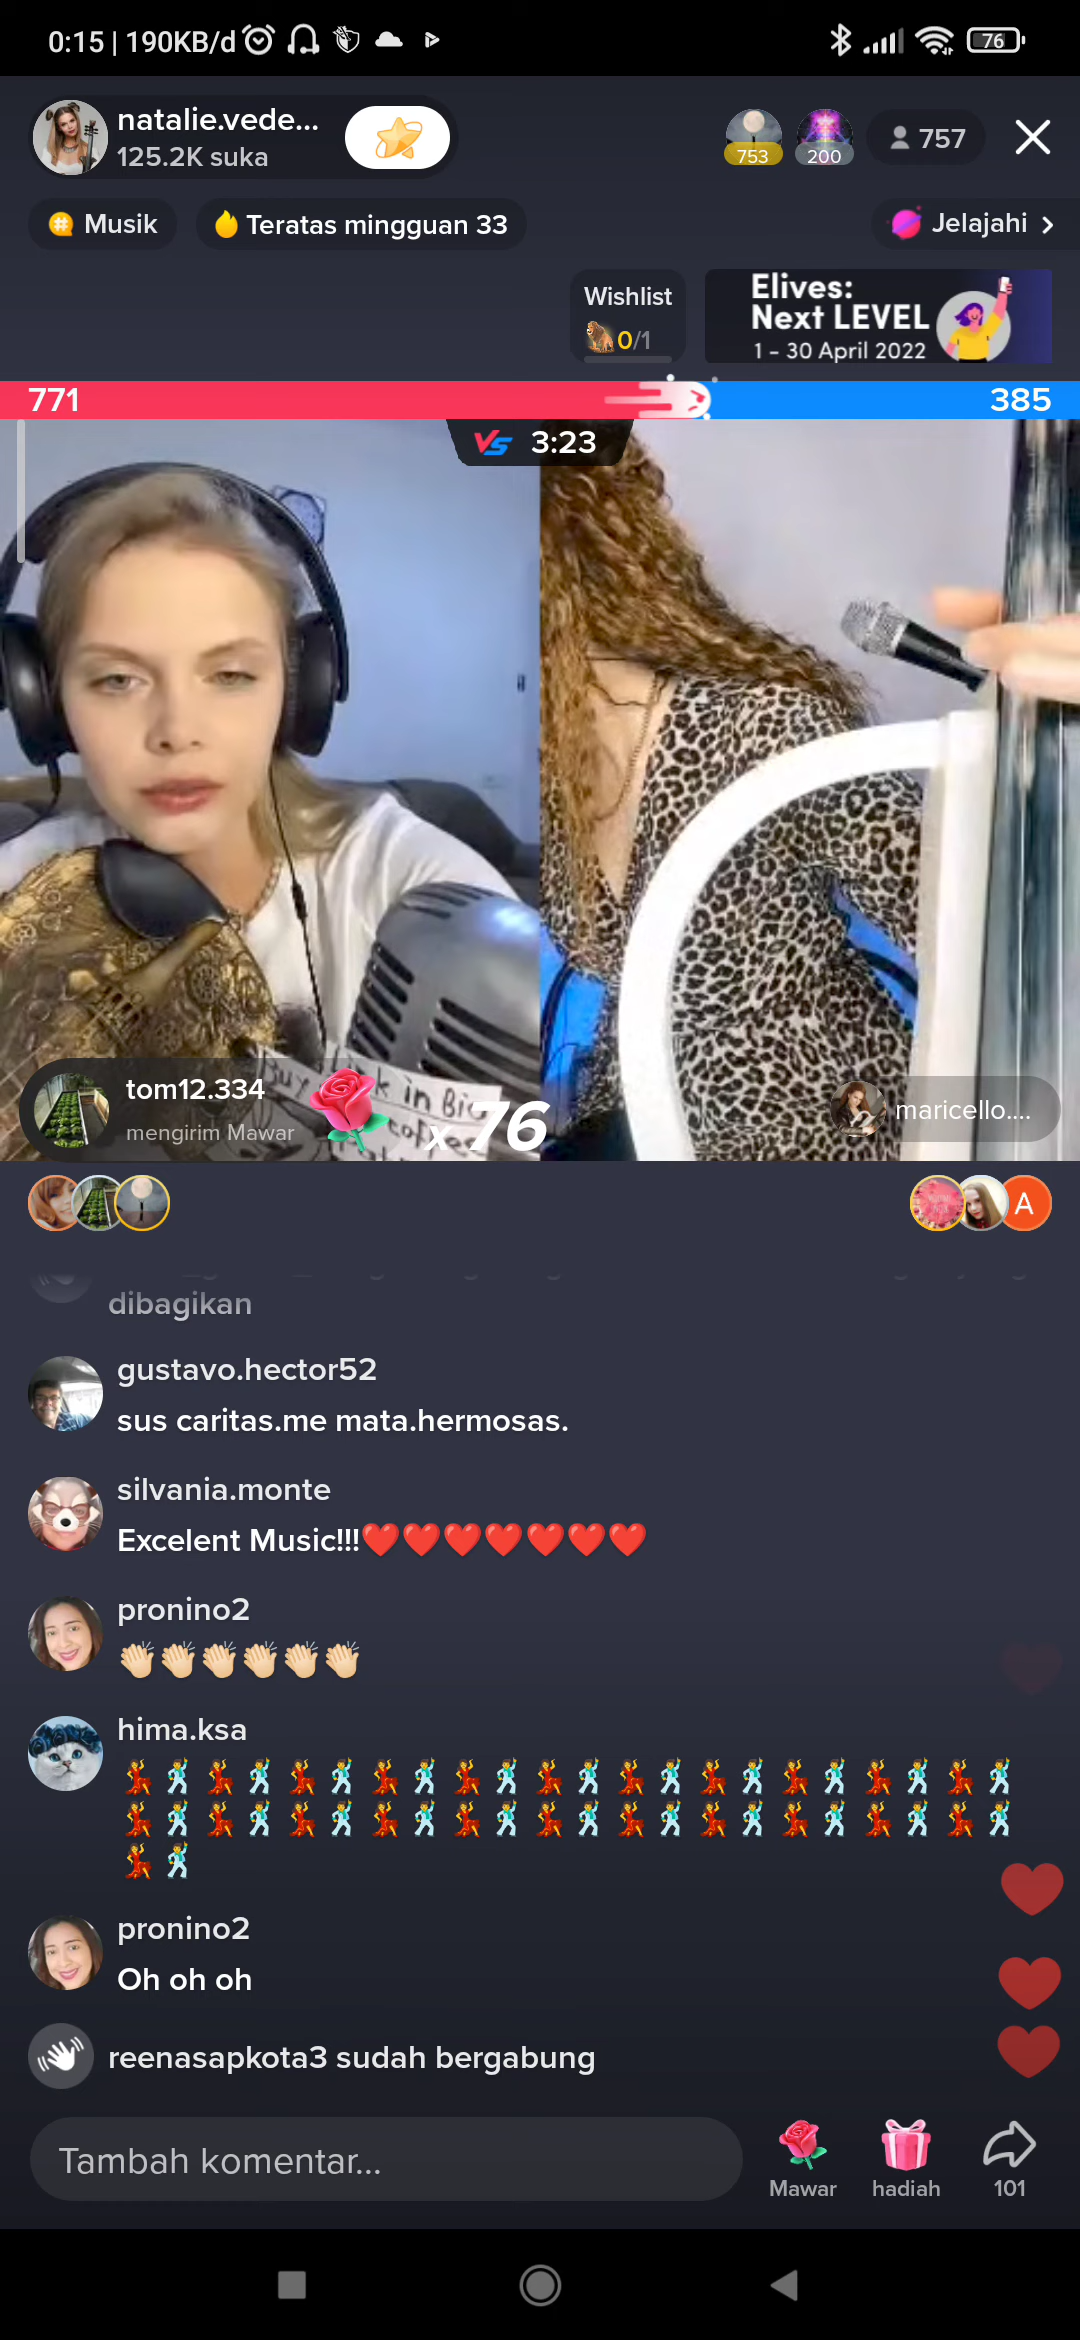 0:15 | 190KB/d
76
natalie.vede...
125.2K suka
753
200
757
Musik
Teratas mingguan 33
Jelajahi
Wishlist
0/1
Elives:
Next LEVEL
1 - 30 April 2022
771
385
VS 3:23
tom12.334
mengirim Mawar
x 76
maricello....
A
dibagikan
gustavo.hector52
sus caritas.me mata.hermosas.
silvania.monte
Excelent Music!!!❤️❤️❤️❤️❤️❤️❤️
pronino2
👏🏻👏🏻👏🏻👏🏻👏🏻👏🏻
hima.ksa
💃🕺💃🕺💃🕺💃🕺💃🕺💃🕺💃🕺💃🕺💃🕺💃🕺💃🕺
💃🕺💃🕺💃🕺💃🕺💃🕺💃🕺💃🕺💃🕺💃🕺💃🕺💃🕺
💃🕺
pronino2
Oh oh oh
reenasapkota3 sudah bergabung
Tambah komentar...
Mawar
hadiah
101